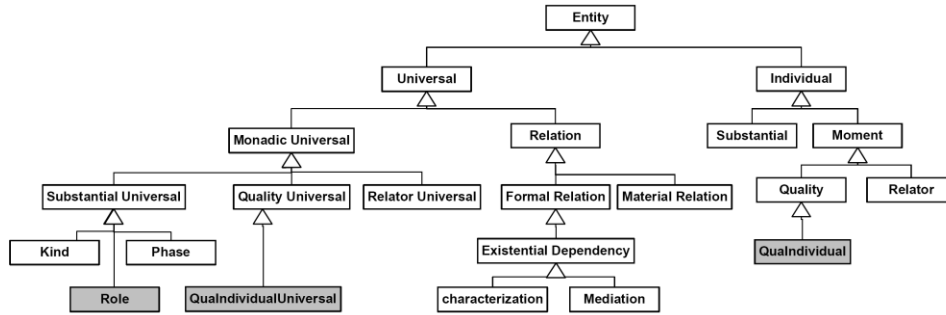 Entity
Universal
Individual
Monadic Universal
Relation
Substantial
Moment
Substantial Universal
Quality Universal
Relator Universal
Formal Relation
Material Relation
Quality
Relator
Kind
Phase
Existential Dependency
QuaIndividual
Role
QuaIndividualUniversal
characterization
Mediation